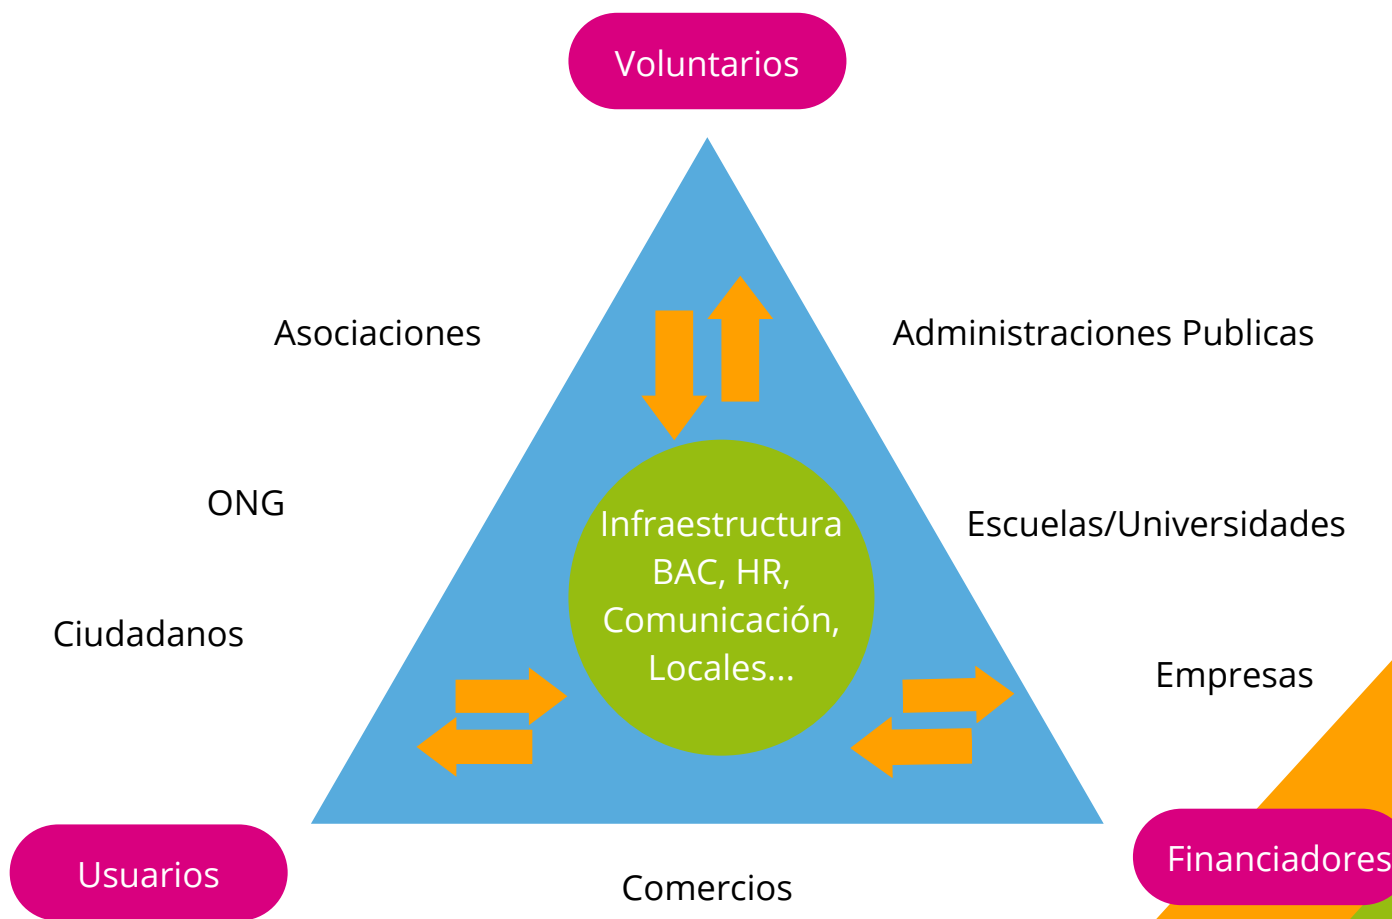 Voluntarios
Asociaciones
Administraciones Publicas
ONG
Escuelas/Universidades
Infraestructura
BAC, HR,
Comunicación,
Locales...
Ciudadanos
Empresas
Usuarios
Comercios
Financiadores